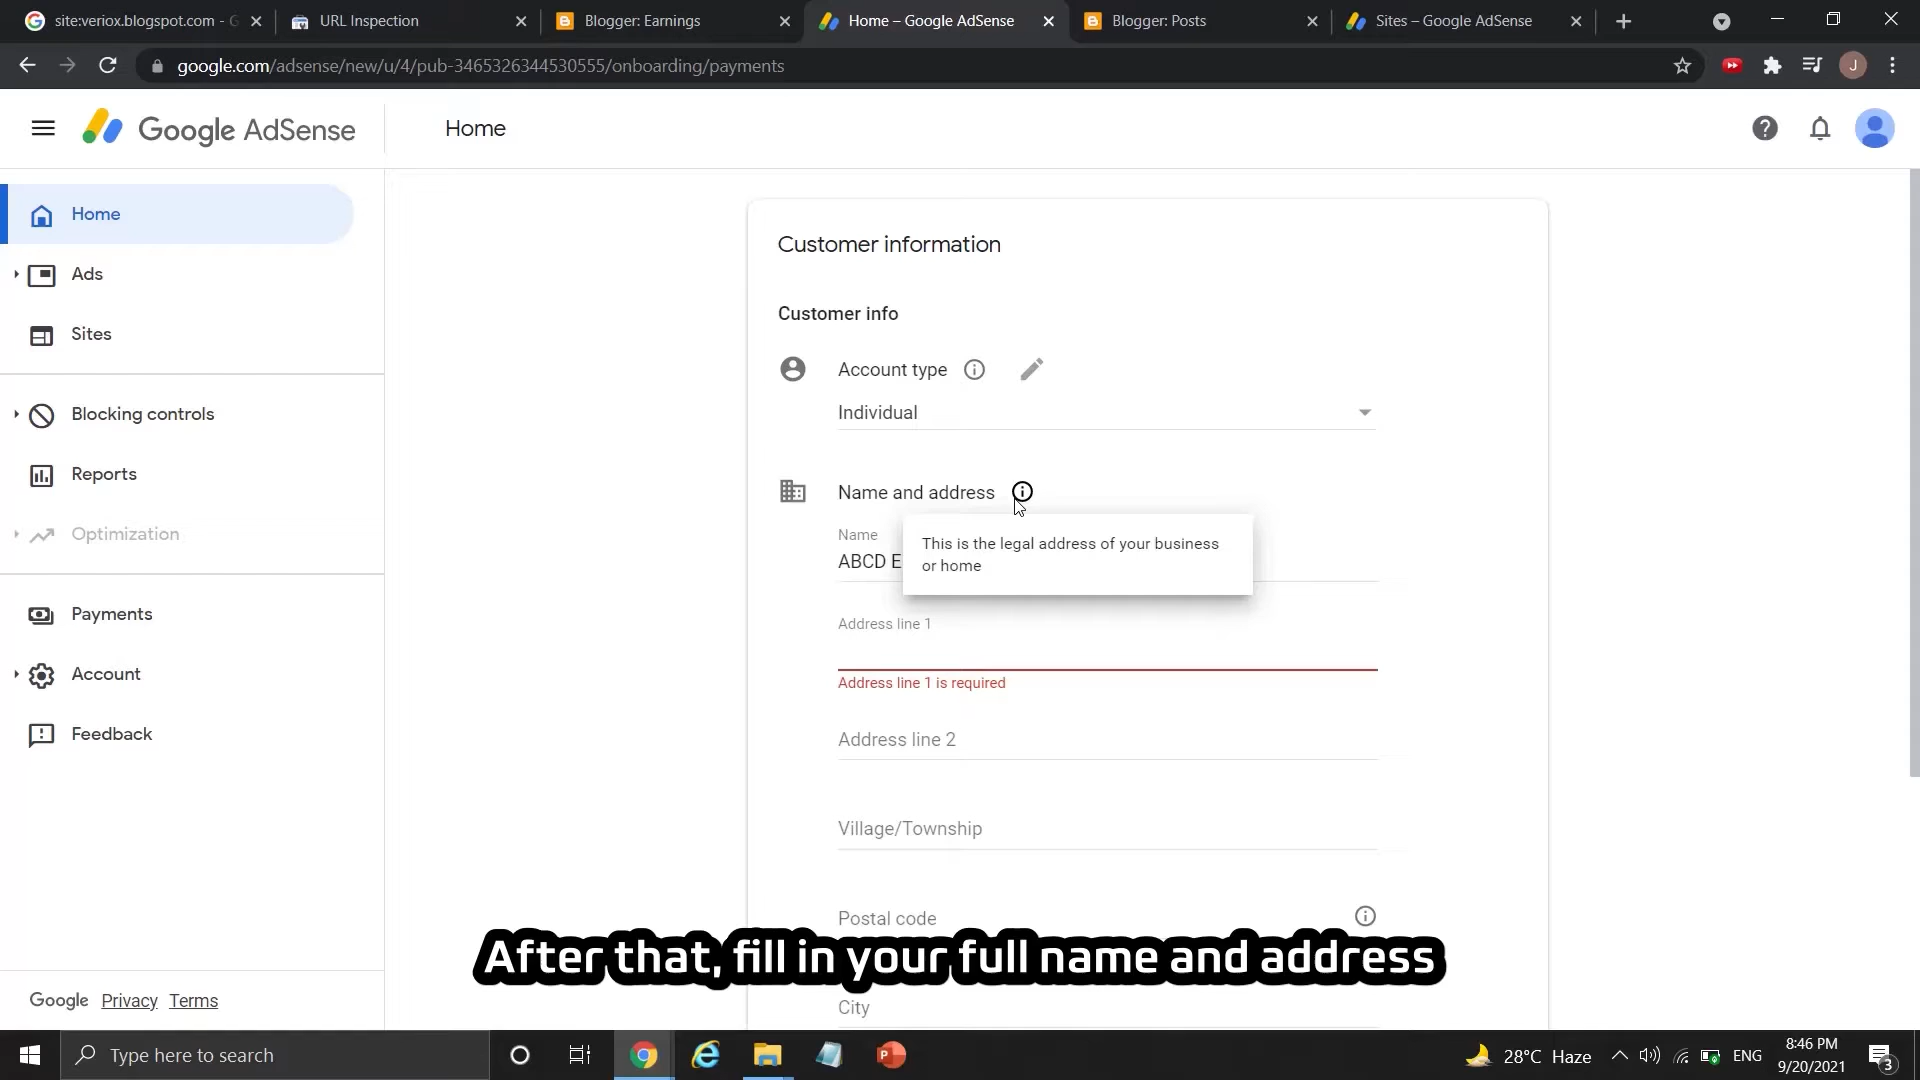 site:veriox.blogspot.com - G
URL Inspection
Blogger: Earnings
Home – Google AdSense
Blogger: Posts
Sites – Google AdSense
google.com/adsense/new/u/4/pub-3465326344530555/onboarding/payments
J
Google AdSense
Home
Home
Ads
Sites
Blocking controls
Reports
Optimization
Payments
Account
Feedback
Google Privacy Terms
Customer information
Customer info
Account type
Individual
Name and address
This is the legal address of your business
or home
Name
ABCD E
Address line 1
Address line 1 is required
Address line 2
Village/Township
Postal code
After that, fill in your full name and address
City
Type here to search
28°C Haze
ENG
8:46 PM
9/20/2021
3